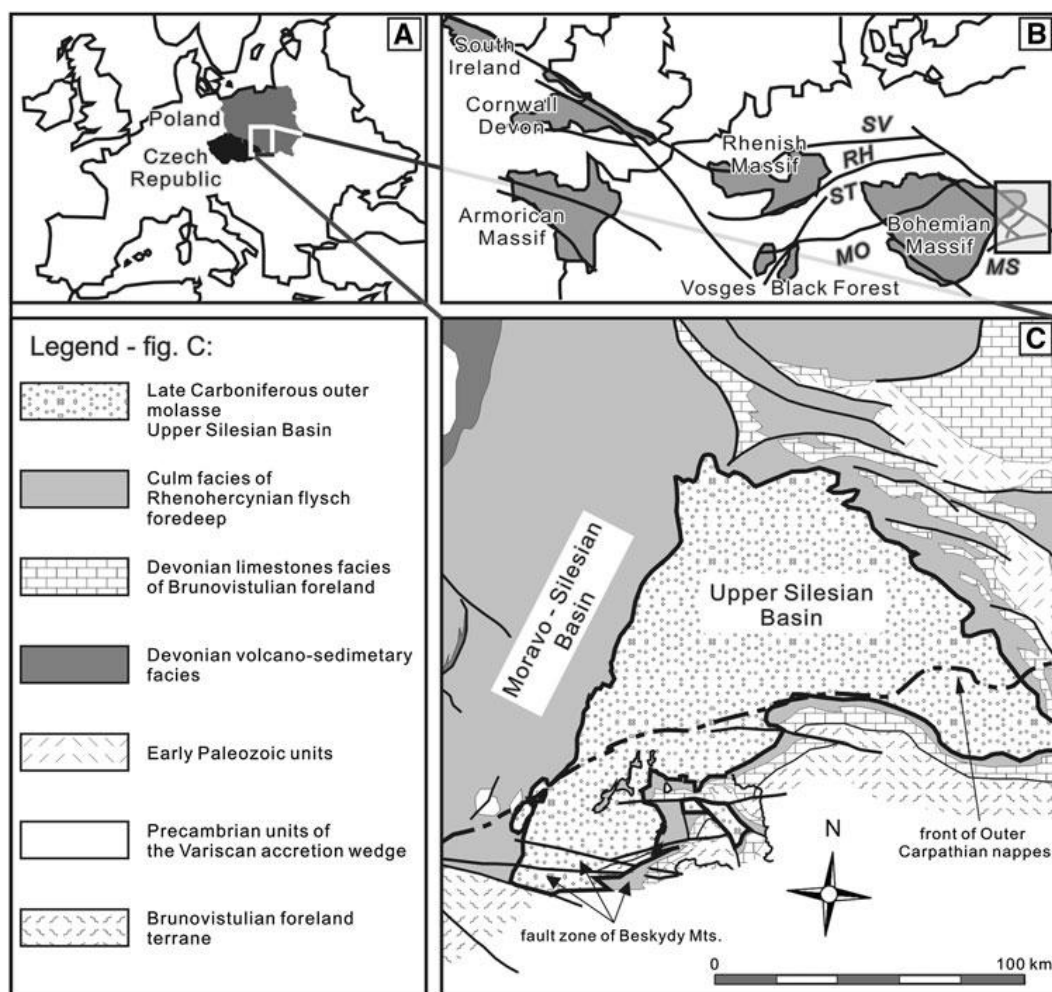 A
Poland
Czech
Republic
B
South
Ireland
Cornwall
Devon
Armorican
Massif
Rhenish
Massif
SV
RH
ST
MO
Bohemian
Massif
MS
Vosges
Black Forest
Legend - fig. C:
Late Carboniferous outer
molasse
Upper Silesian Basin
Culm facies of
Rhenohercynian flysch
foredeep
Devonian limestones facies
of Brunovistulian foreland
Devonian volcano-sedimetary
facies
Early Paleozoic units
Precambrian units of
the Variscan accretion wedge
Brunovistulian foreland
terrane
C
Moravo - Silesian
Basin
Upper Silesian
Basin
front of Outer
Carpathian nappes
fault zone of Beskydy Mts.
N
0
100 km